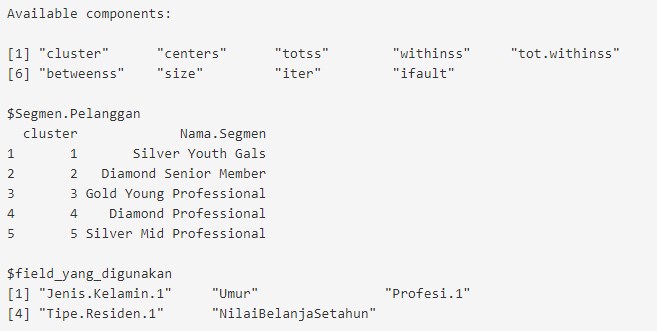 Available components:
[1] "cluster" "centers" "totss" "withinss" "tot.withinss"
[6] "betweenss" "size" "iter" "ifault"
$Segmen.Pelanggan
cluster Nama.Segmen
1 1 Silver Youth Gals
2 2 Diamond Senior Member
3 3 Gold Young Professional
4 4 Diamond Professional
5 5 Silver Mid Professional
$field_yang_digunakan
[1] "Jenis.Kelamin.1" "Umur" "Profesi.1"
[4] "Tipe.Residen.1" "NilaiBelanjaSetahun"